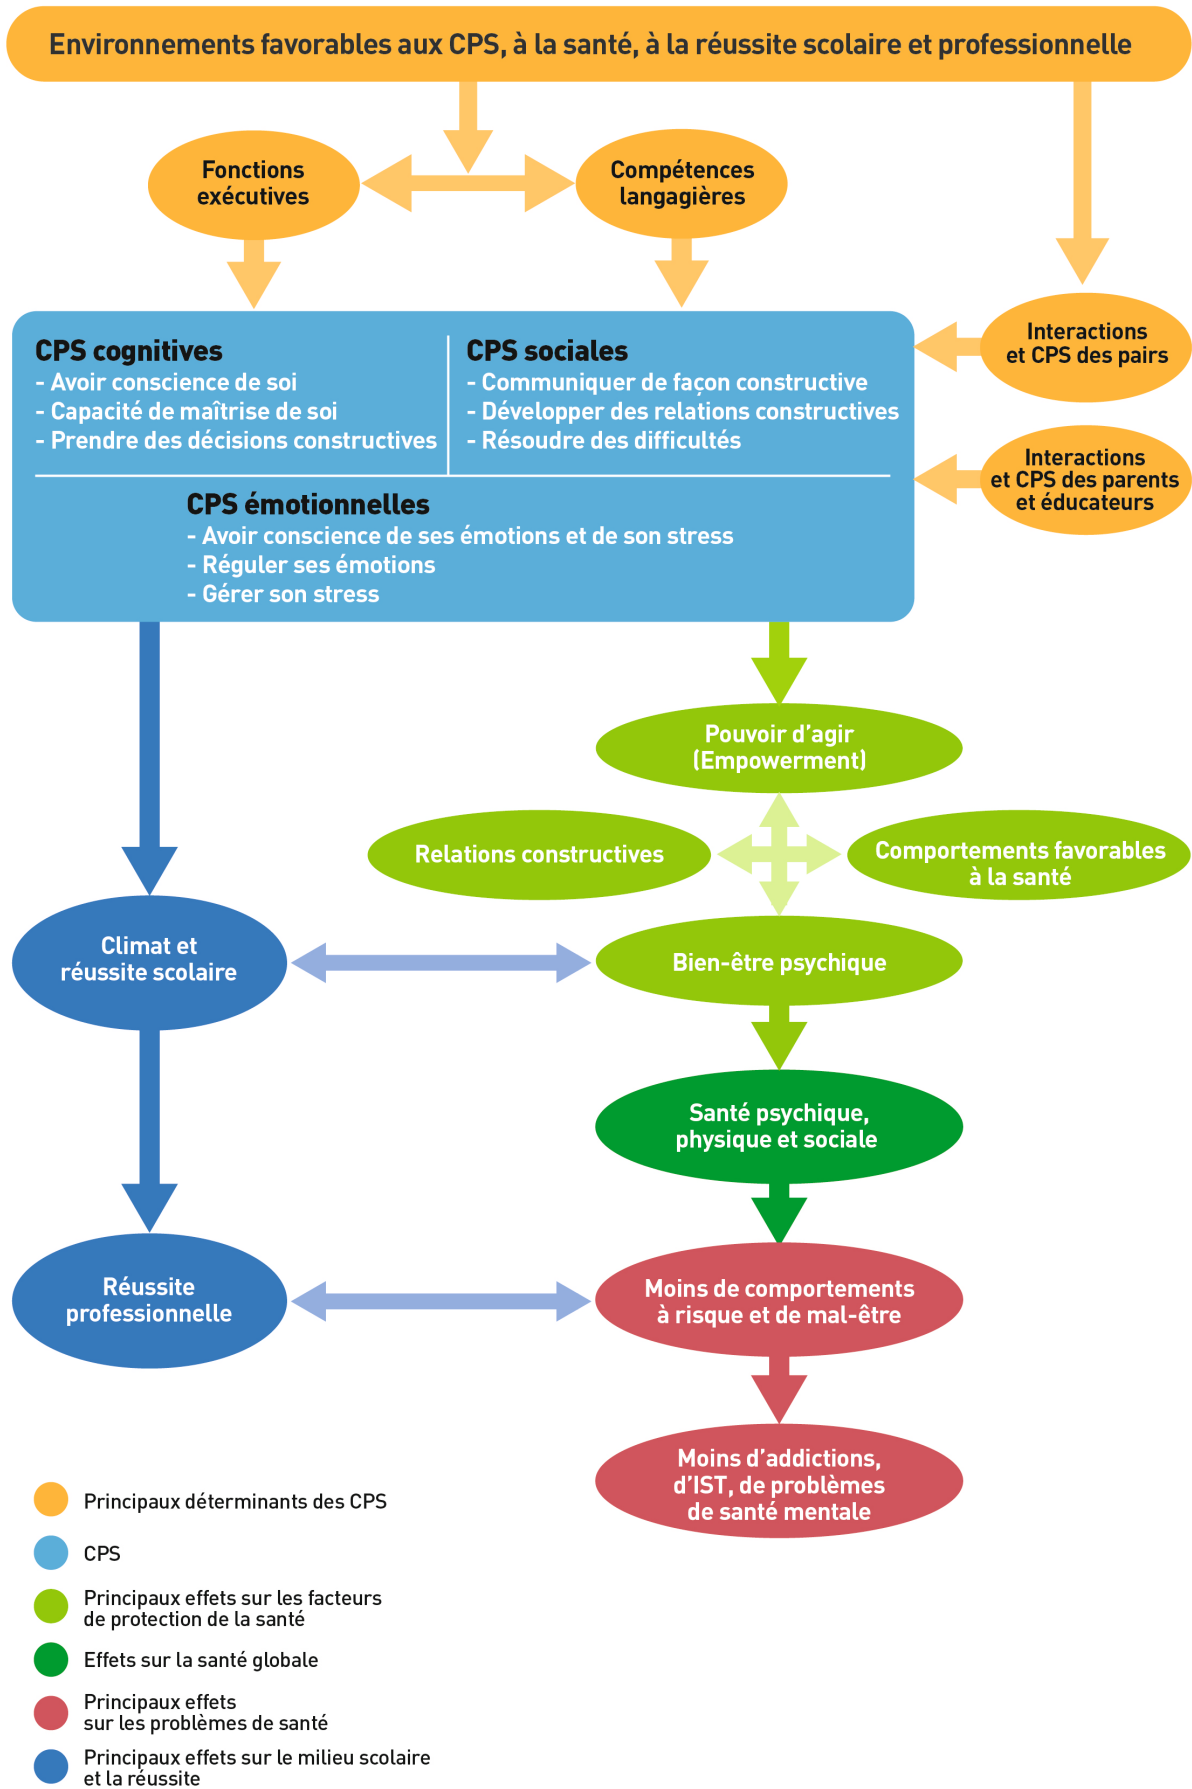 Environnements favorables aux CPS, à la santé, à la réussite scolaire et professionnelle
Fonctions
exécutives
Compétences
langagières
Interactions
et CPS des pairs
Interactions
et CPS des parents
et éducateurs
CPS cognitives
- Avoir conscience de soi
- Capacité de maîtrise de soi
- Prendre des décisions constructives
CPS sociales
- Communiquer de façon constructive
- Développer des relations constructives
- Résoudre des difficultés
CPS émotionnelles
- Avoir conscience de ses émotions et de son stress
- Réguler ses émotions
- Gérer son stress
Pouvoir d’agir
(Empowerment)
Relations constructives
Comportements favorables
à la santé
Climat et
réussite scolaire
Bien-être psychique
Santé psychique,
physique et sociale
Réussite
professionnelle
Moins de comportements
à risque et de mal-être
Moins d’addictions,
d’IST, de problèmes
de santé mentale
Principaux déterminants des CPS
CPS
Principaux effets sur les facteurs
de protection de la santé
Effets sur la santé globale
Principaux effets
sur les problèmes de santé
Principaux effets sur le milieu scolaire
et la réussite